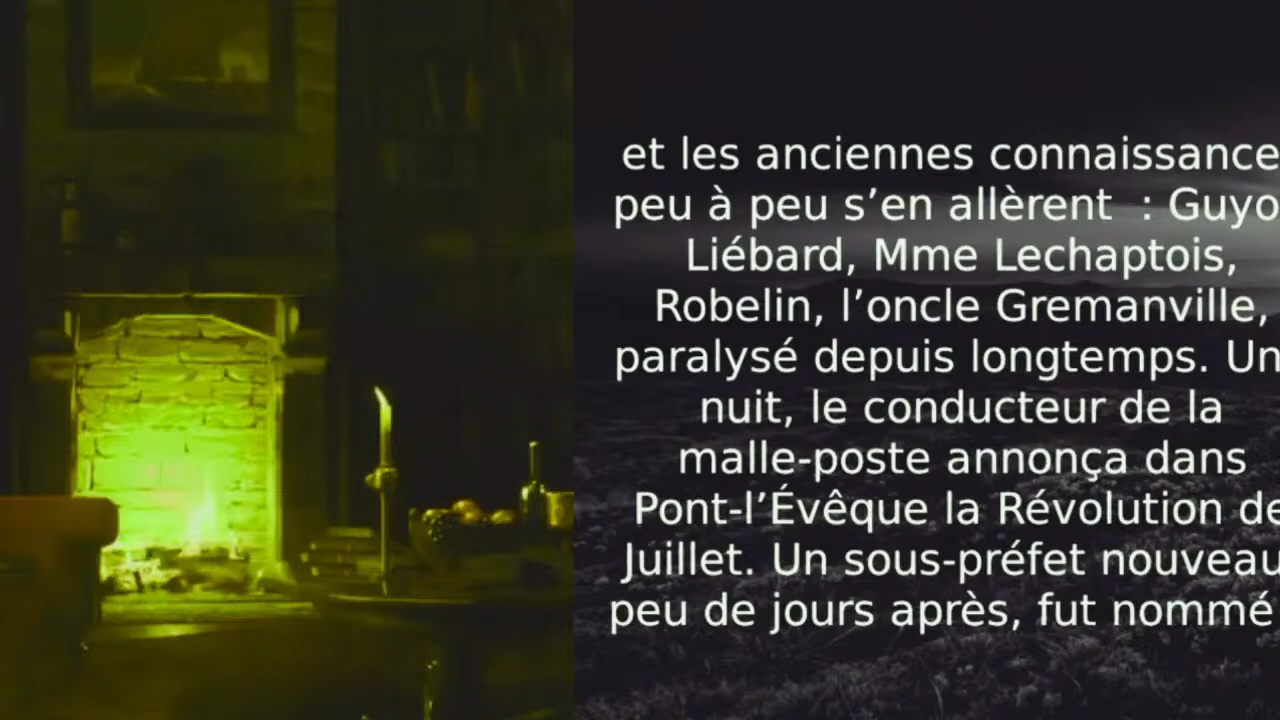 et les anciennes connaissance
peu à peu s’en allèrent  : Guyo
Liébard, Mme Lechaptois,
Robelin, l’oncle Gremanville,
paralysé depuis longtemps. Un
nuit, le conducteur de la
malle-poste annonça dans
Pont-l’Évêque la Révolution de
Juillet. Un sous-préfet nouveau
peu de jours après, fut nommé